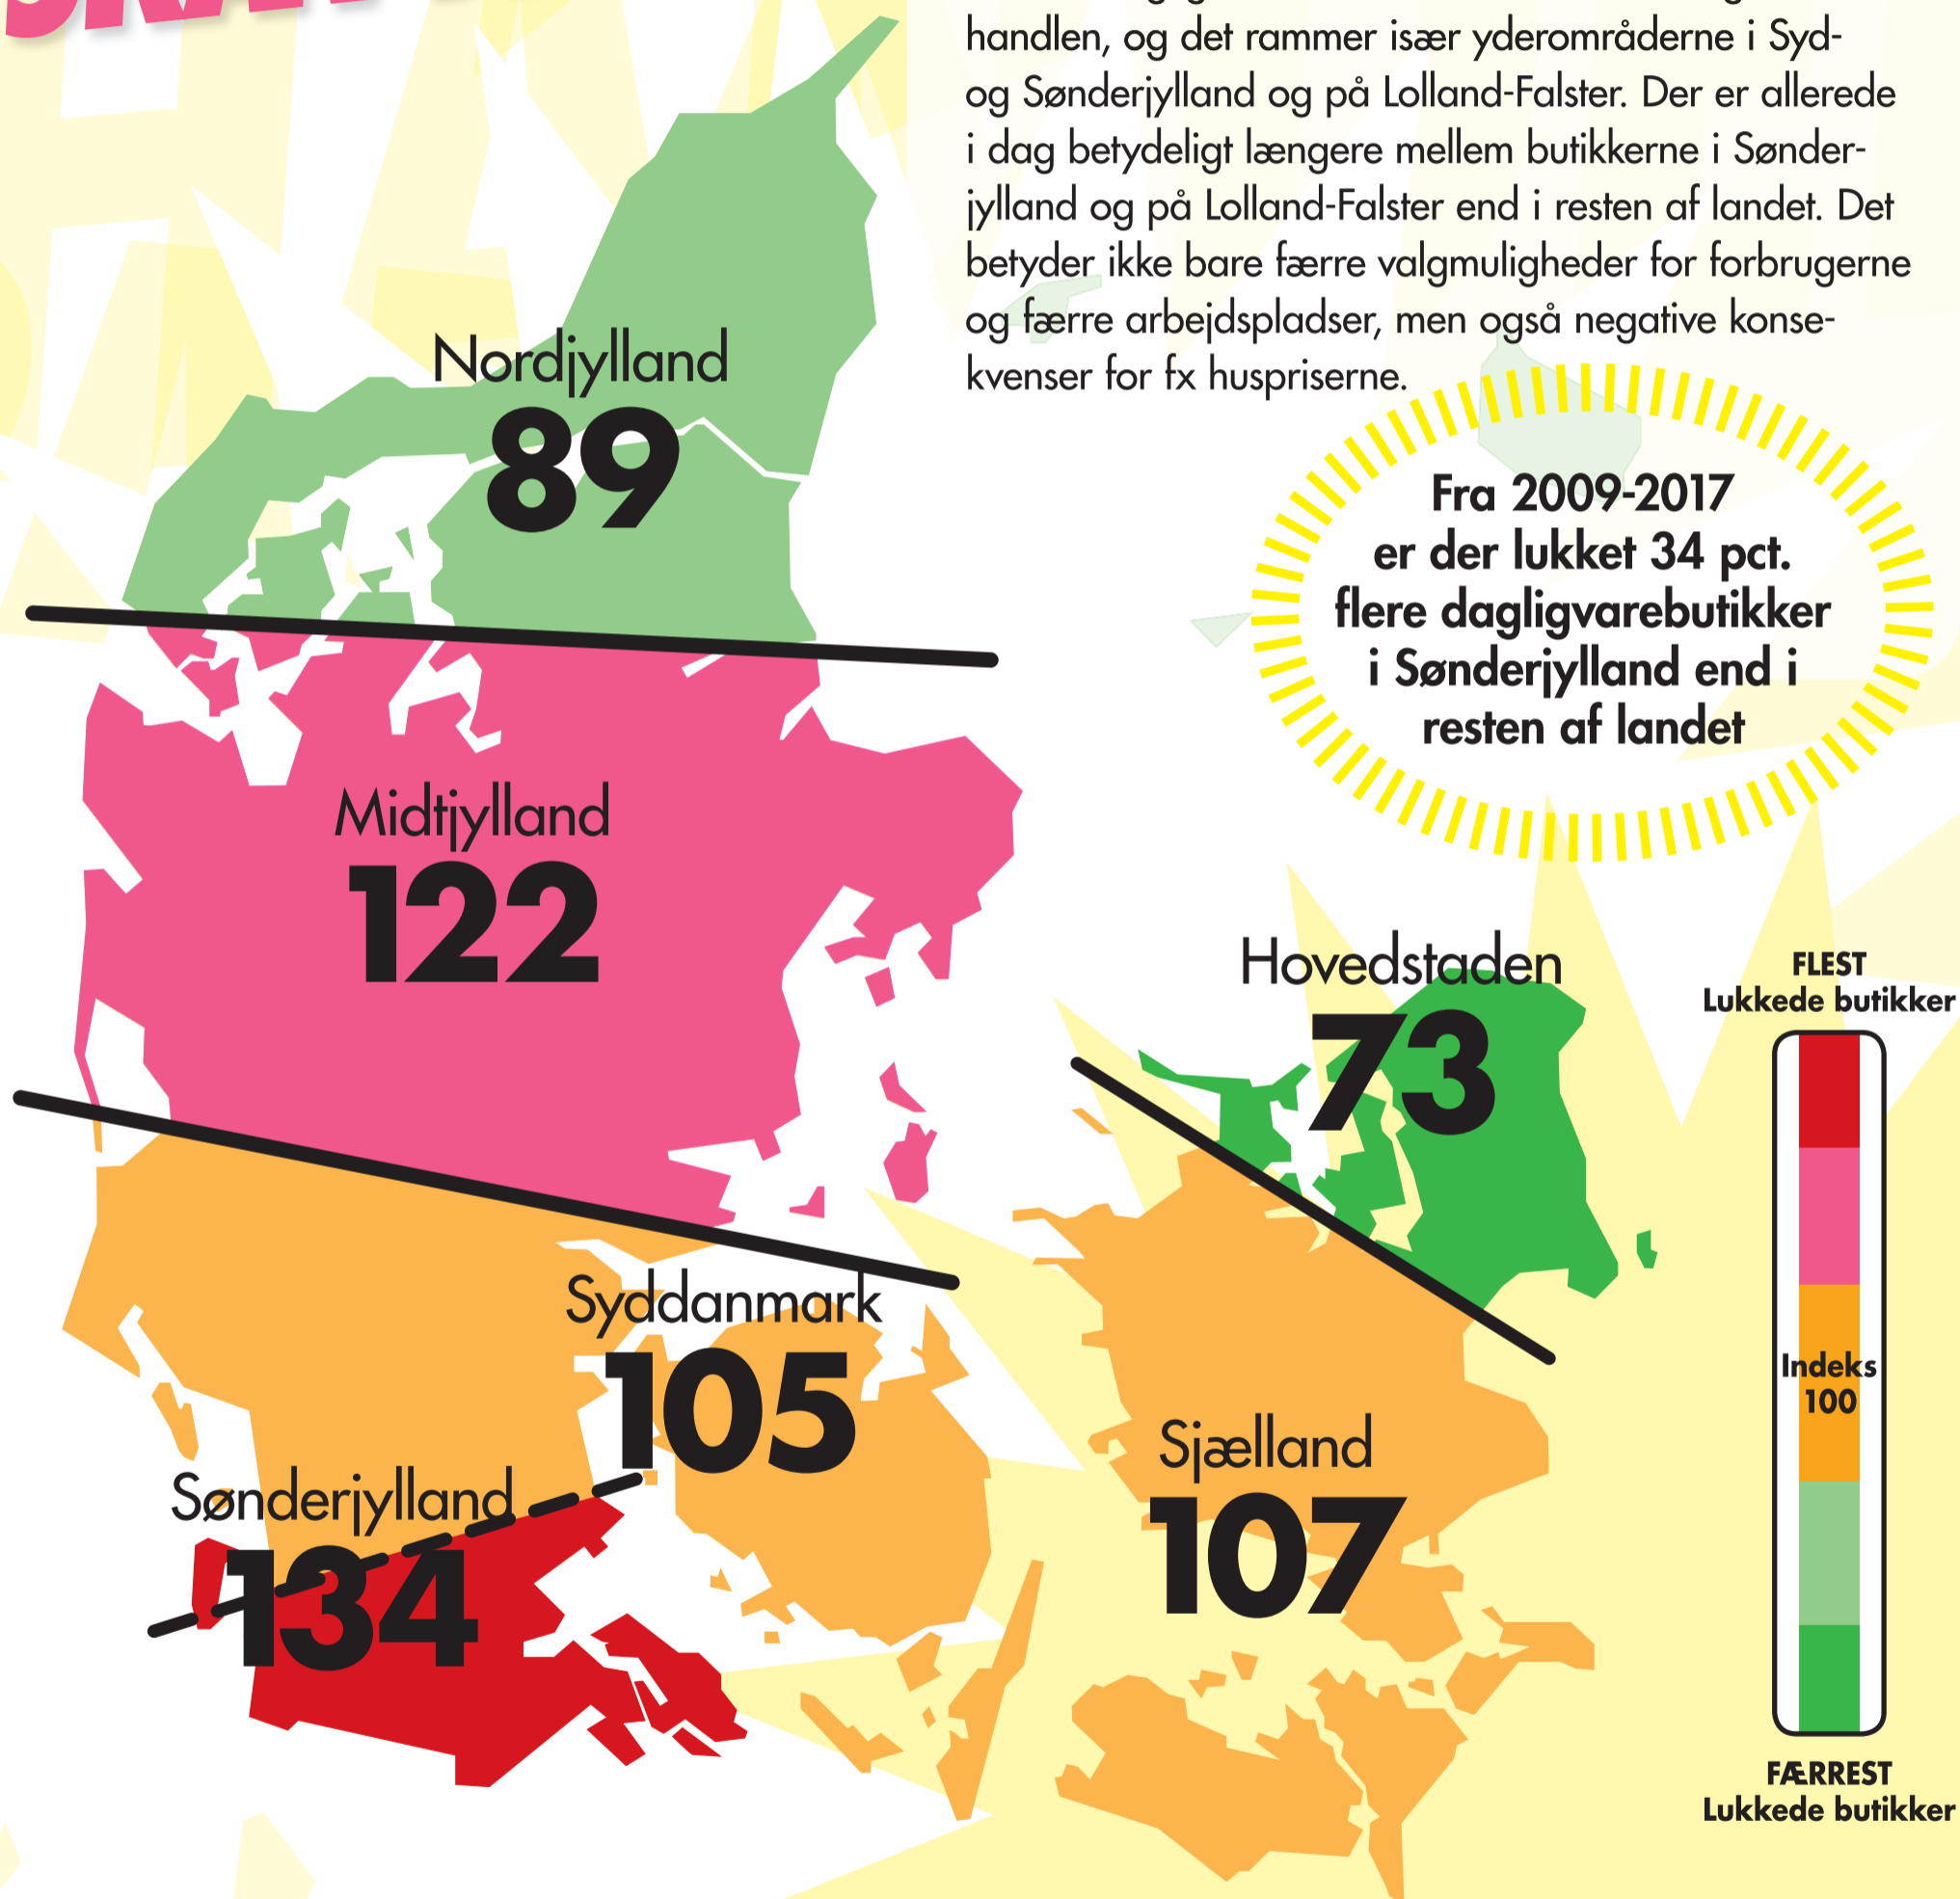 handlen, og det rammer især yderområderne i Syd-
og Sønderjylland og på Lolland-Falster. Der er allerede
i dag betydeligt længere mellem butikkerne i Sønder-
jylland og på Lolland-Falster end i resten af landet. Det
betyder ikke bare færre valgmuligheder for forbrugerne
og færre arbejdspladser, men også negative konse-
kvenser for fx huspriserne.
Nordjylland
89
Fra 2009-2017
er der lukket 34 pct.
flere dagligvarebutikker
i Sønderjylland end i
resten af landet
Midtjylland
122
Hovedstaden
73
FLEST
Lukkede butikker
Indeks
100
FÆRREST
Lukkede butikker
Syddanmark
105
Sjælland
107
Sønderjylland
134